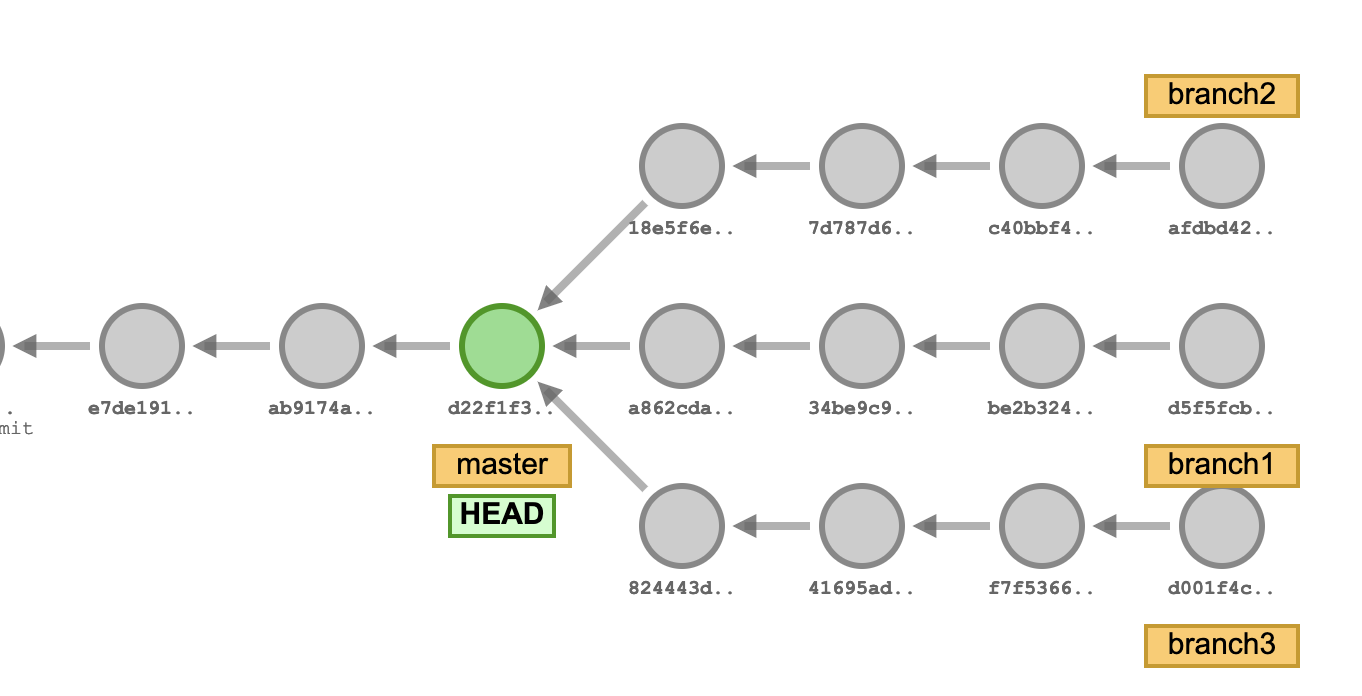 branch2
18e5f6e..
7d787d6..
c40bbf4..
afdbd42..
.
mit
e7de191..
ab9174a..
d22f1f3..
a862cda..
34be9c9..
be2b324..
d5f5fcb..
master
HEAD
branch1
824443d..
41695ad..
f7f5366..
d001f4c..
branch3